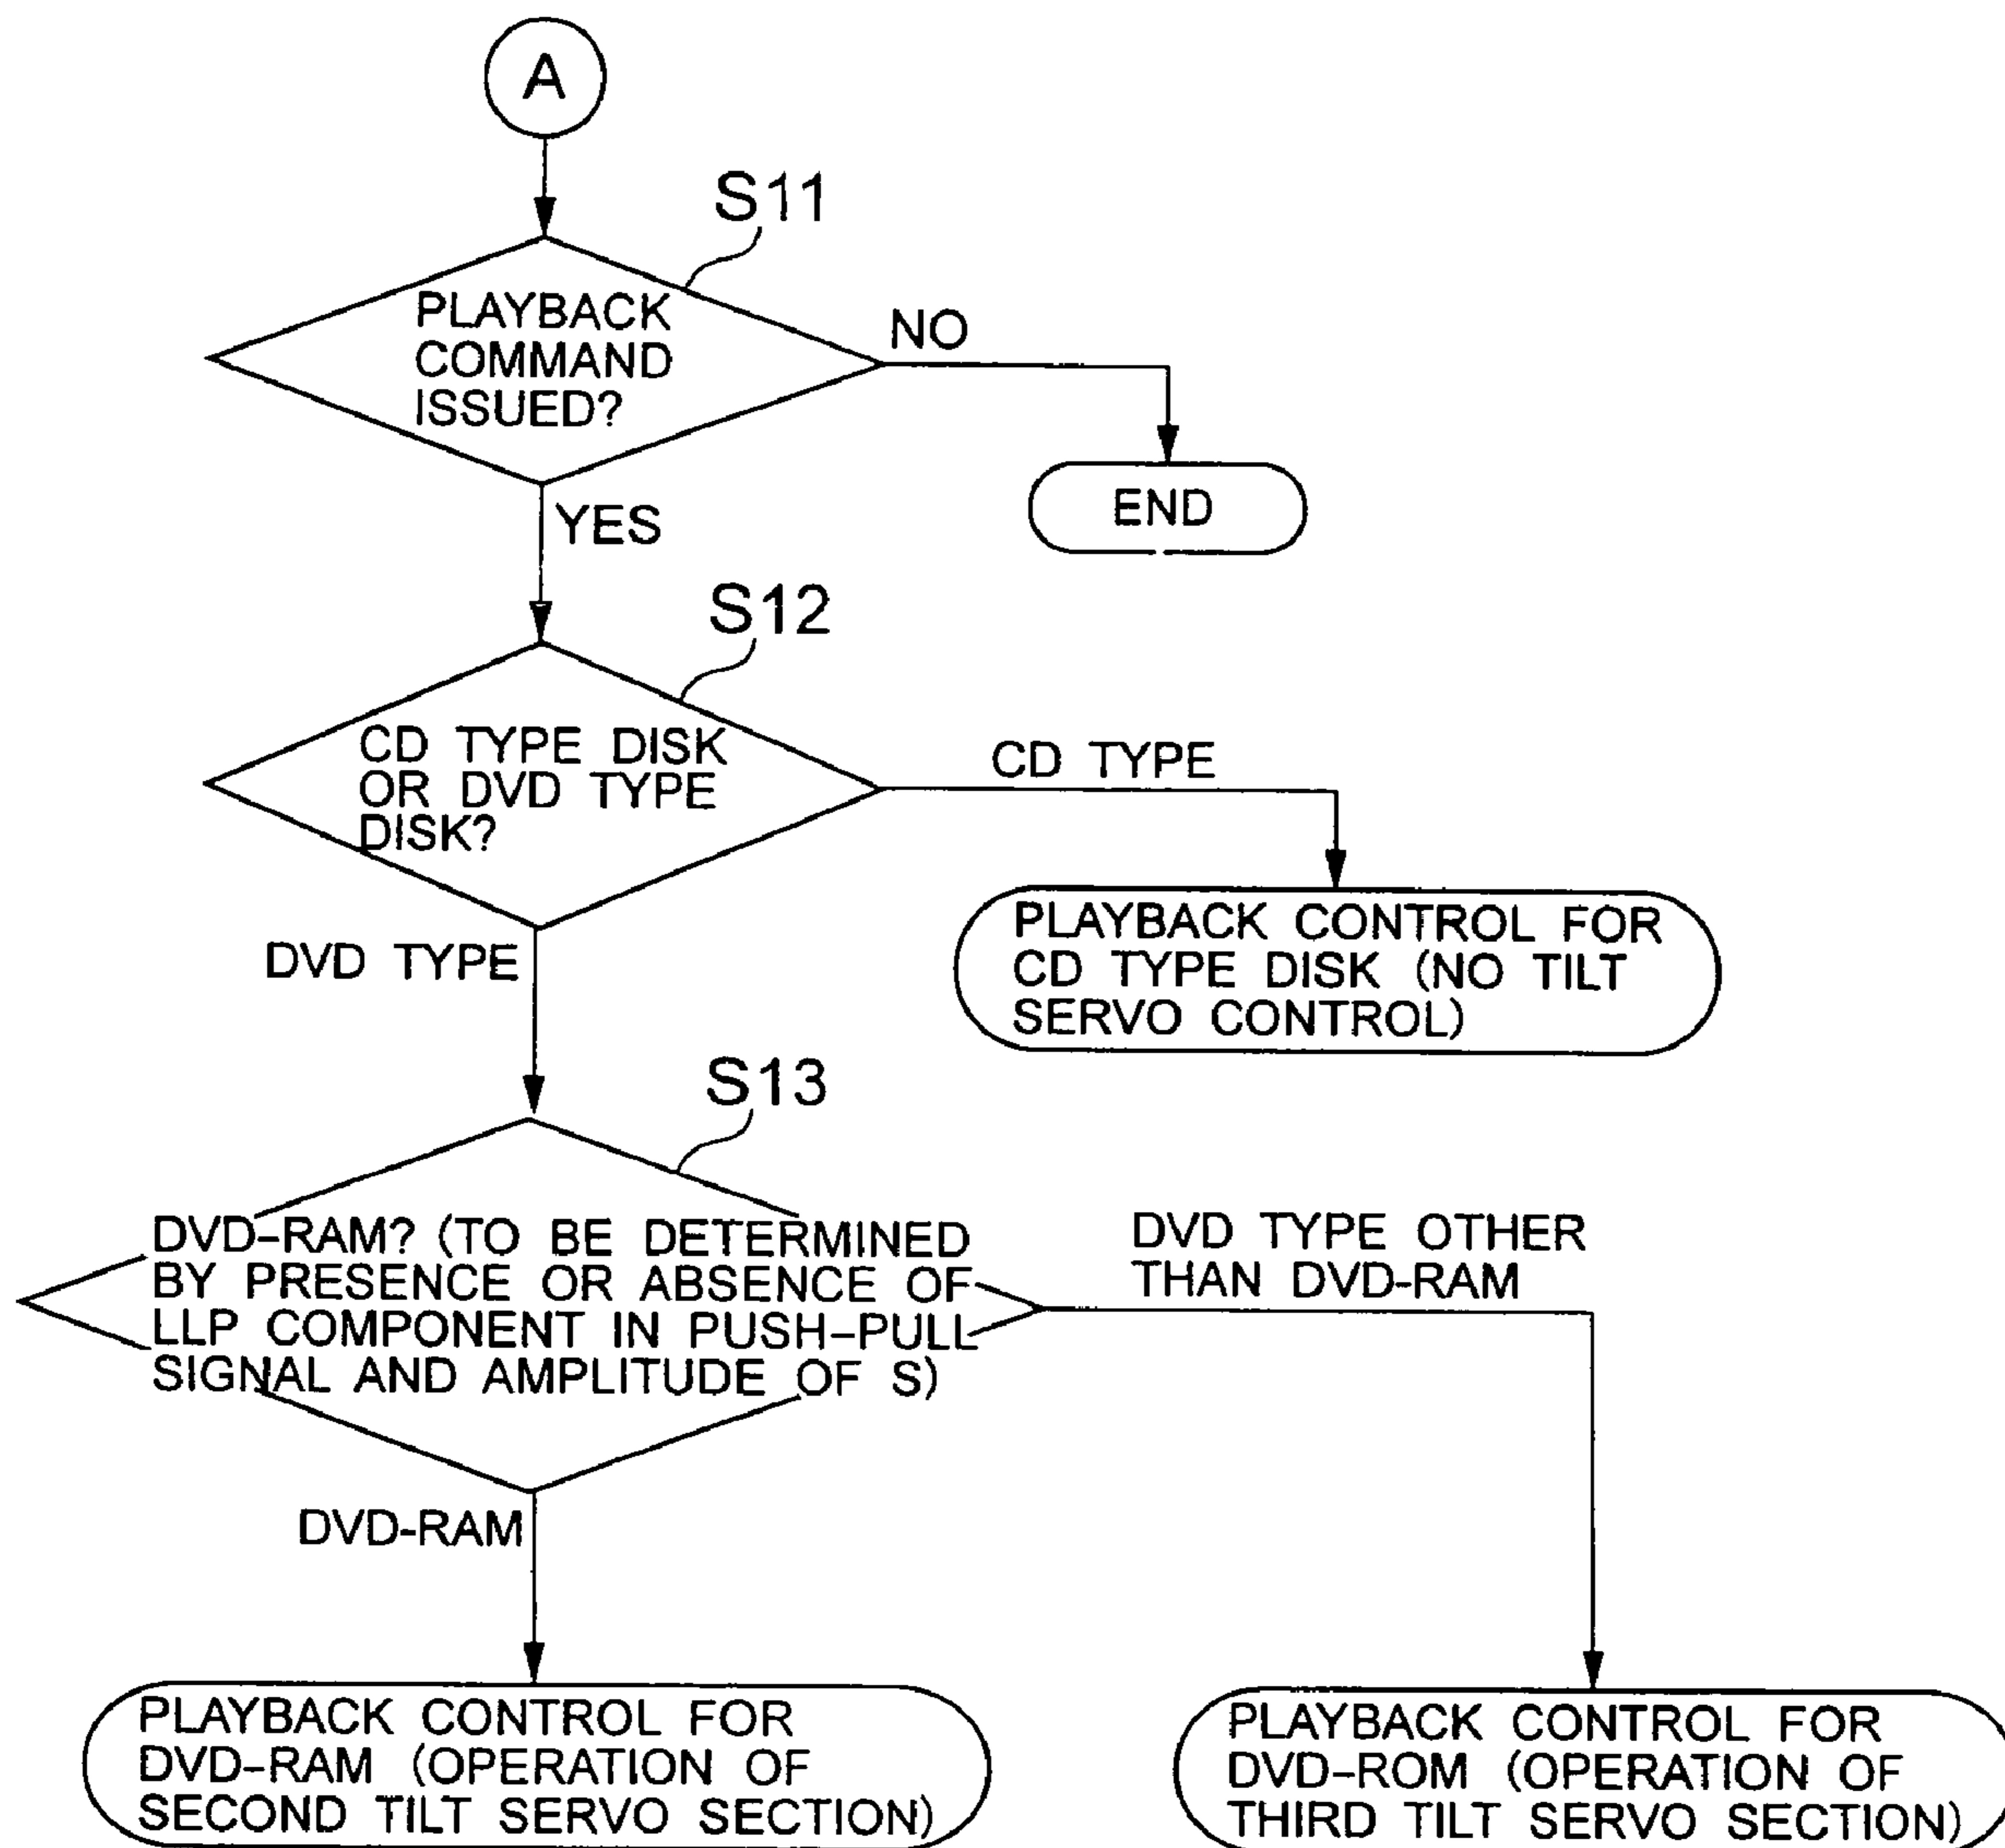 A
S11
PLAYBACK
COMMAND
ISSUED?
NO
END
YES
S12
CD TYPE DISK
OR DVD TYPE
DISK?
CD TYPE
PLAYBACK CONTROL FOR
CD TYPE DISK (NO TILT
SERVO CONTROL)
DVD TYPE
S13
DVD-RAM? (TO BE DETERMINED
BY PRESENCE OR ABSENCE OF
LLP COMPONENT IN PUSH-PULL
SIGNAL AND AMPLITUDE OF S)
DVD TYPE OTHER
THAN DVD-RAM
DVD-RAM
PLAYBACK CONTROL FOR
DVD-RAM (OPERATION OF
SECOND TILT SERVO SECTION)
PLAYBACK CONTROL FOR
DVD-ROM (OPERATION OF
THIRD TILT SERVO SECTION)